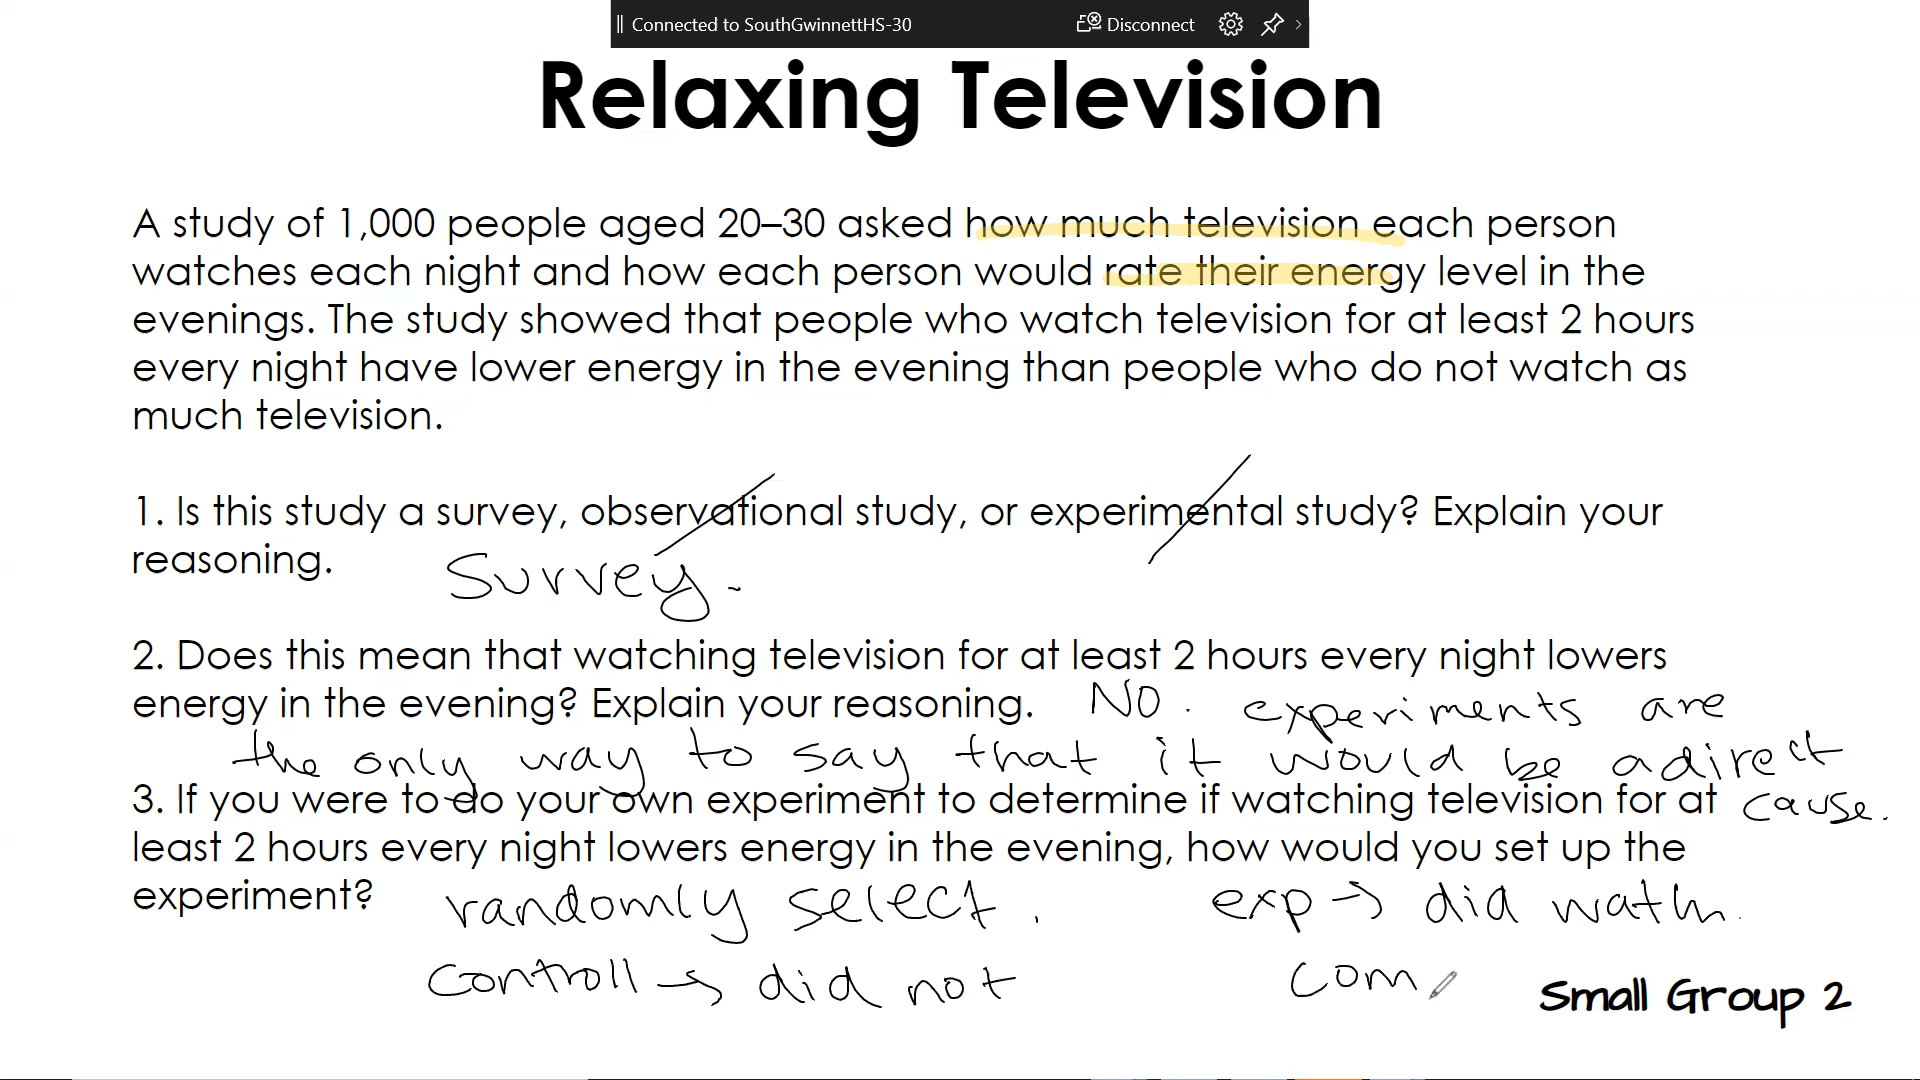 Connected to SouthGwinnettHS-30 Disconnect
Relaxing Television
A study of 1,000 people aged 20–30 asked how much television each person
watches each night and how each person would rate their energy level in the
evenings. The study showed that people who watch television for at least 2 hours
every night have lower energy in the evening than people who do not watch as
much television.
1. Is this study a survey, observational study, or experimental study? Explain your
reasoning. Survey.
2. Does this mean that watching television for at least 2 hours every night lowers
energy in the evening? Explain your reasoning. NO. experiments are
the only way to say that it would be a direct
3. If you were to do your own experiment to determine if watching television for at cause.
least 2 hours every night lowers energy in the evening, how would you set up the
experiment? randomly select. exp → did wath.
controll → did not com
Small Group 2